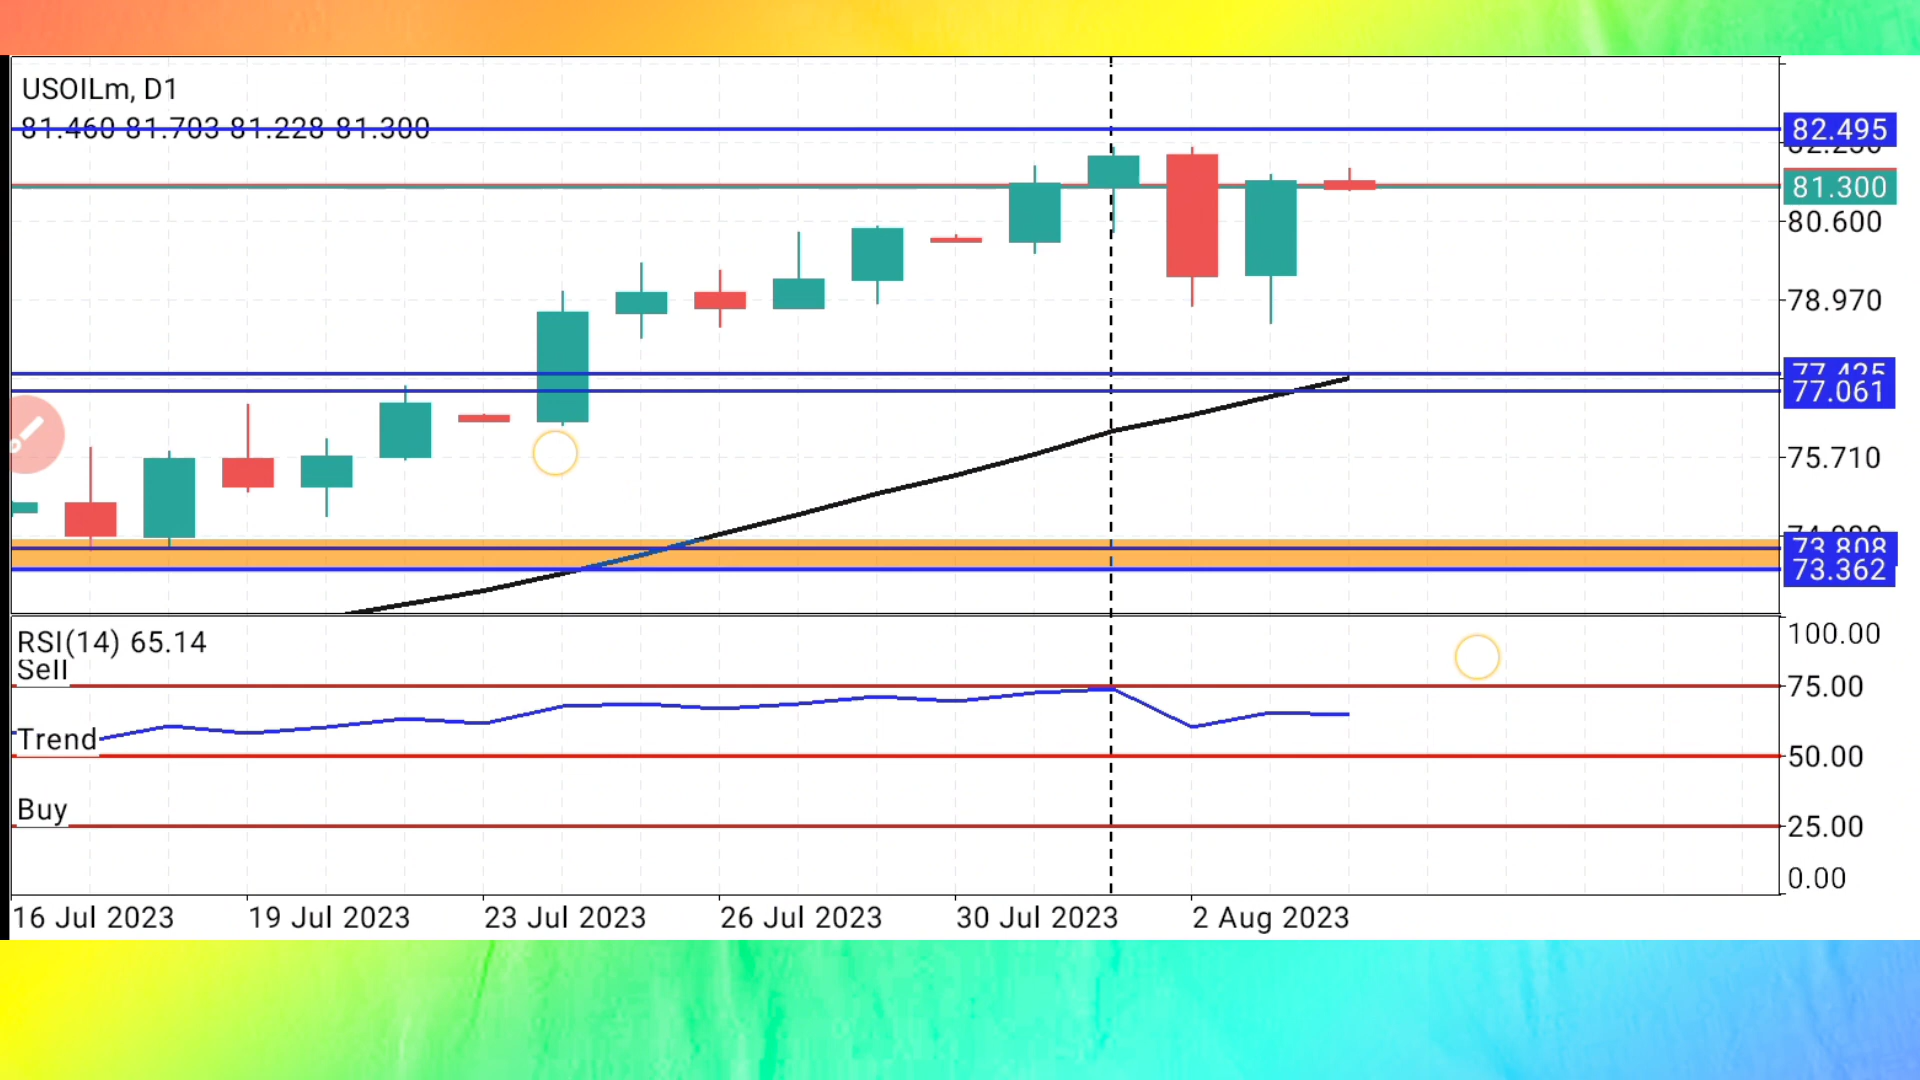 USOILm, D1
81.460 81.703 81.228 81.300
82.495
81.300
80.600
78.970
77.061
75.710
73.362
RSI(14) 65.14
Sell
Trend
Buy
100.00
75.00
50.00
25.00
0.00
16 Jul 2023 19 Jul 2023 23 Jul 2023 26 Jul 2023 30 Jul 2023 2 Aug 2023